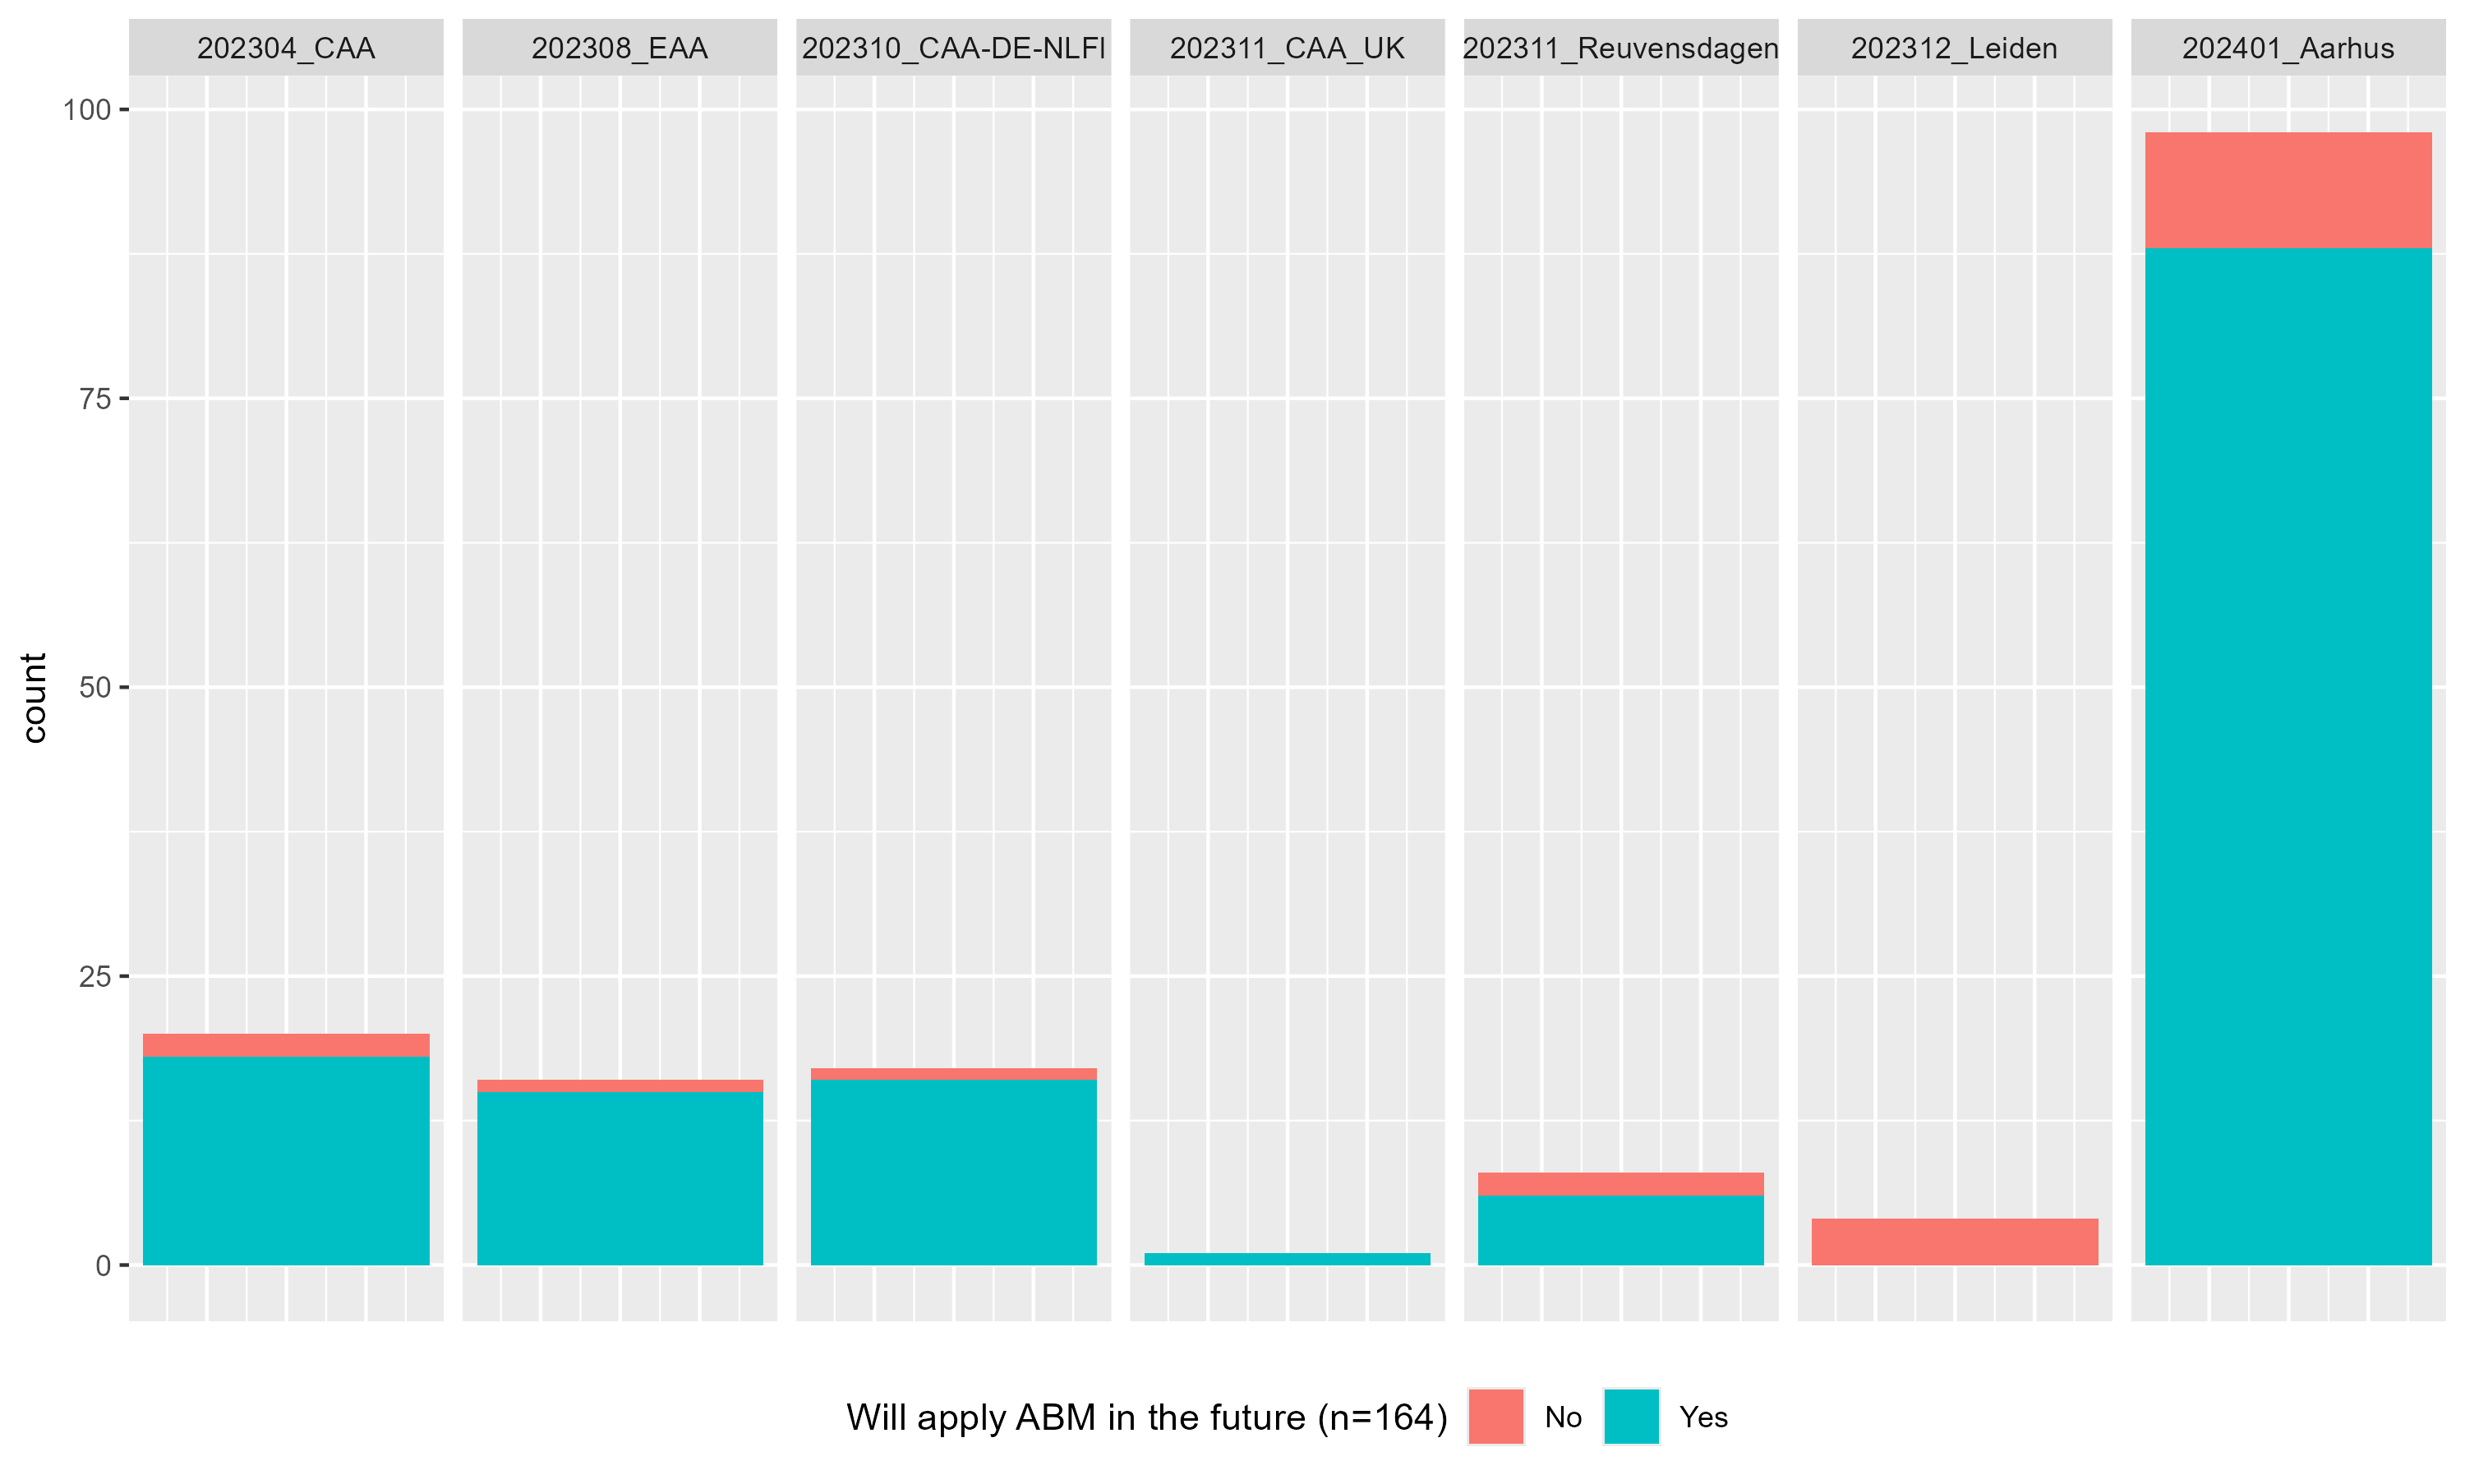 202304_CAA
202308_EAA
202310_CAA-DE-NLFl
202311_CAA_UK
202311_Reuvensdagen
202312_Leiden
202401_Aarhus
100
75
50
25
0
count
Will apply ABM in the future (n=164)
No
Yes